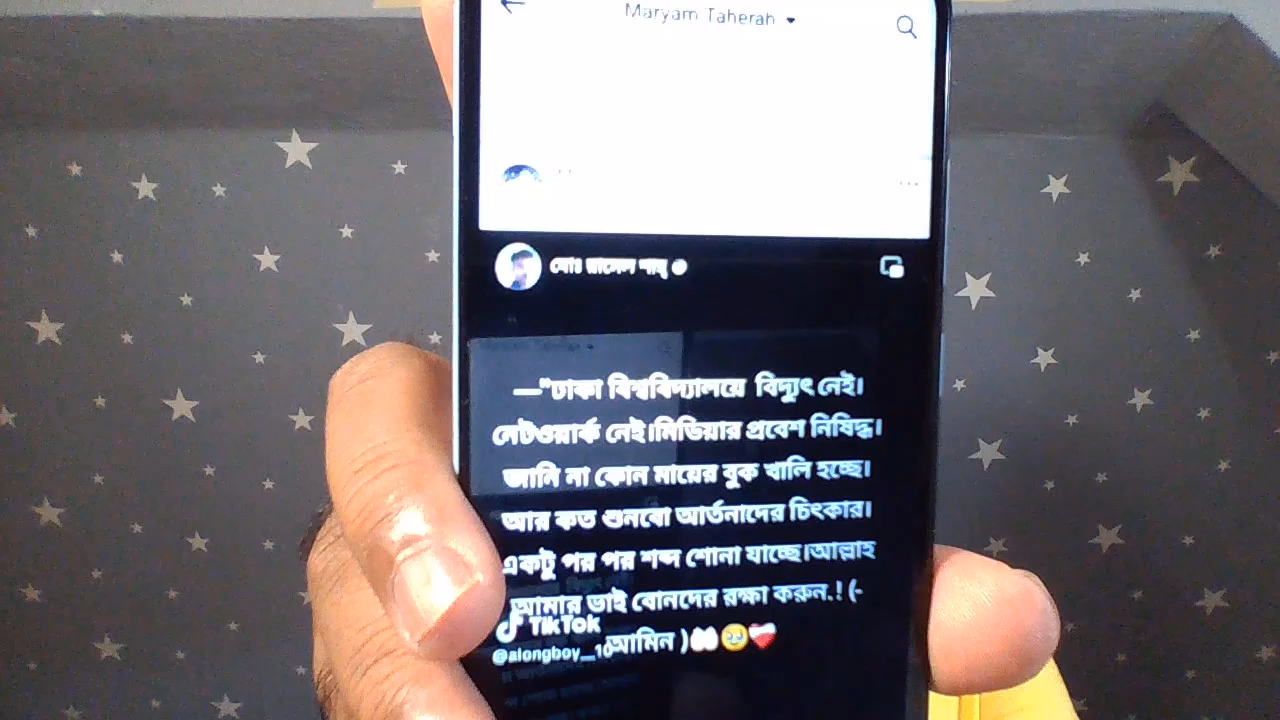 Maryam Taherah
মোঃ রাসেল শাহ্
—"ঢাকা বিশ্ববিদ্যালয়ে বিদ্যুৎ নেই।
নেটওয়ার্ক নেই।মিডিয়ার প্রবেশ নিষিদ্ধ।
জানি না কোন মায়ের বুক খালি হচ্ছে।
আর কত শুনবো আর্তনাদের চিৎকার।
একটু পর পর শব্দ শোনা যাচ্ছে।আল্লাহ
আমার ভাই বোনদের রক্ষা করুন.! (-
আমিন )🤲🥹❤️‍🩹
TikTok
@alongboy_10